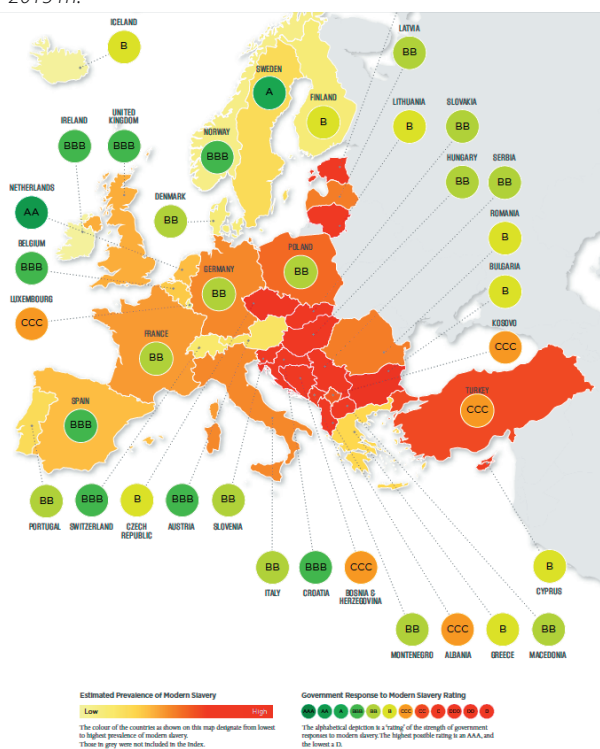 2015 m.
ICELAND
B
LATVIA
BB
SWEDEN
A
FINLAND
B
LITHUANIA
B
SLOVAKIA
BB
IRELAND
BBB
UNITED
KINGDOM
BBB
NORWAY
BBB
HUNGARY
BB
SERBIA
BB
NETHERLANDS
AA
DENMARK
BB
ROMANIA
B
BELGIUM
BBB
GERMANY
BB
POLAND
BB
BULGARIA
B
LUXEMBOURG
CCC
FRANCE
BB
KOSOVO
CCC
SPAIN
BBB
TURKEY
CCC
BB
PORTUGAL
BBB
SWITZERLAND
B
CZECH
REPUBLIC
BBB
AUSTRIA
BB
SLOVENIA
BB
ITALY
BBB
CROATIA
CCC
BOSNIA &
HERZEGOVINA
B
CYPRUS
BB
MONTENEGRO
CCC
ALBANIA
B
GREECE
BB
MACEDONIA
Estimated Prevalence of Modern Slavery
Low
High
The colour of the countries as shown on this map designate from lowest
to highest prevalence of modern slavery.
Those in grey were not included in the Index.
Government Response to Modern Slavery Rating
AAA AA A BBB BB B CCC CC C DDD DD D
The alphabetical depiction is a 'rating' of the strength of government
responses to modern slavery. The highest possible rating is an AAA, and
the lowest a D.